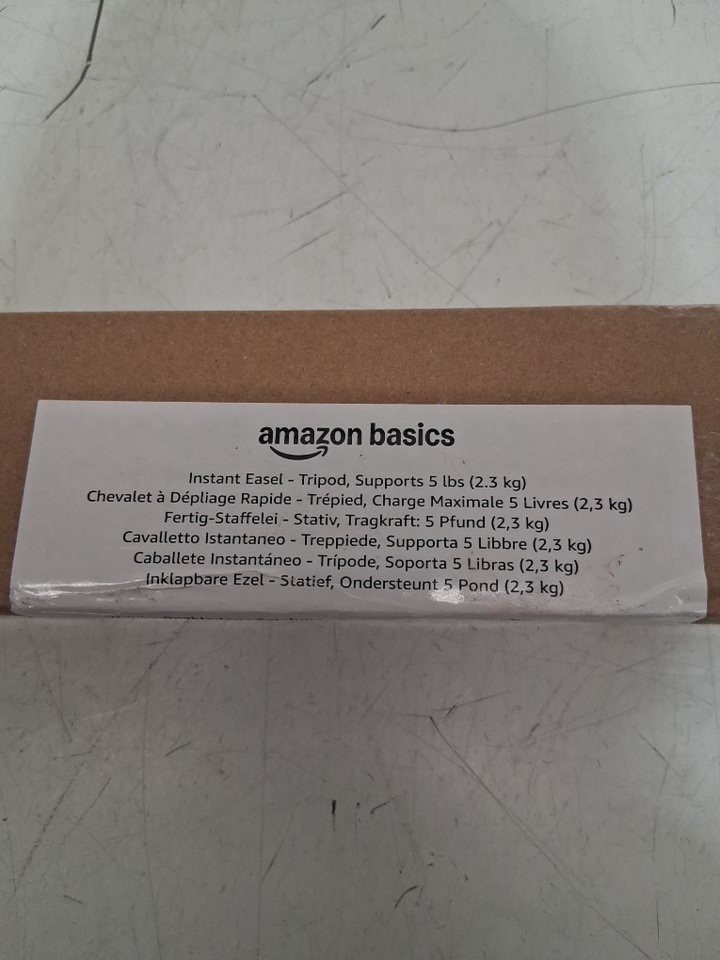 amazon basics
Instant Easel - Tripod, Supports 5 lbs (2.3 kg)
Chevalet à Dépliage Rapide - Trépied, Charge Maximale 5 Livres (2,3 kg)
Fertig-Staffelei - Stativ, Tragkraft: 5 Pfund (2,3 kg)
Cavalletto Istantaneo - Treppiede, Supporta 5 Libbre (2,3 kg)
Caballete Instantáneo - Trípode, Soporta 5 Libras (2,3 kg)
Inklapbare Ezel - Statief, Ondersteunt 5 Pond (2,3 kg)